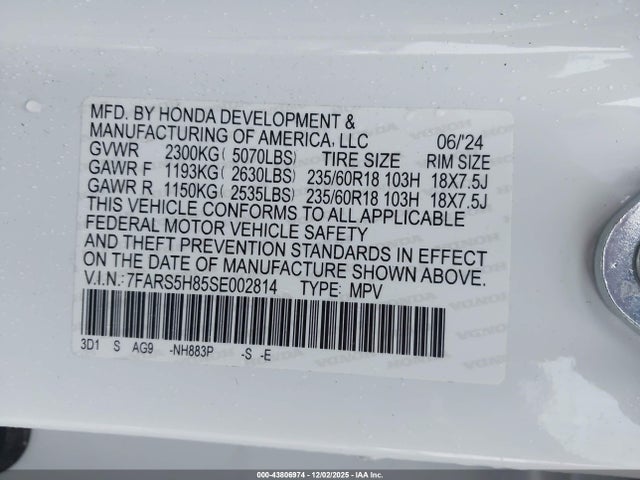 MFD. BY HONDA DEVELOPMENT &
MANUFACTURING OF AMERICA, LLC 06/'24
GVWR 2300KG( 5070LBS) TIRE SIZE RIM SIZE
GAWR F 1193KG( 2630LBS) 235/60R18 103H 18X7.5J
GAWR R 1150KG( 2535LBS) 235/60R18 103H 18X7.5J
THIS VEHICLE CONFORMS TO ALL APPLICABLE
FEDERAL MOTOR VEHICLE SAFETY
AND THEFT PREVENTION STANDARDS IN EFFECT
ON THE DATE OF MANUFACTURE SHOWN ABOVE.
V.I.N.:7FARS5H85SE002814 TYPE: MPV
3D1 S AG9 -NH883P -S -E
000-43806974 | 12/02/2025 - IAA, Inc.